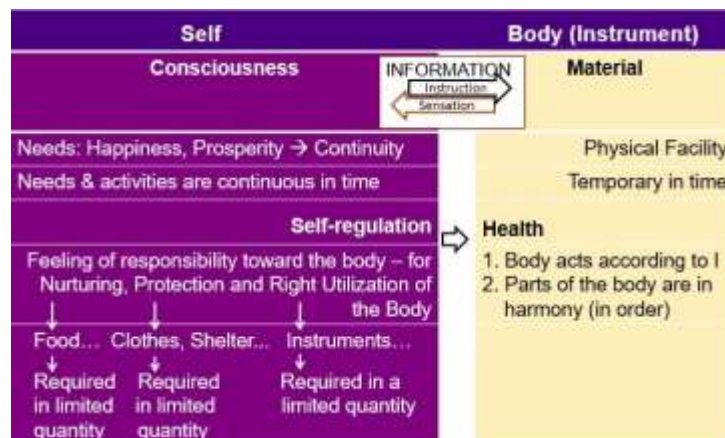 Self
Body (Instrument)
Consciousness
INFORMATION
Instruction
Sensation
Material
Needs: Happiness, Prosperity → Continuity
Physical Facility
Needs & activities are continuous in time
Temporary in time
Self-regulation
Health
Feeling of responsibility toward the body – for
Nurturing, Protection and Right Utilization of
the Body
1. Body acts according to I
2. Parts of the body are in
harmony (in order)
Food… Clothes, Shelter... Instruments…
Required
in limited
quantity
Required
in limited
quantity
Required in a
limited quantity